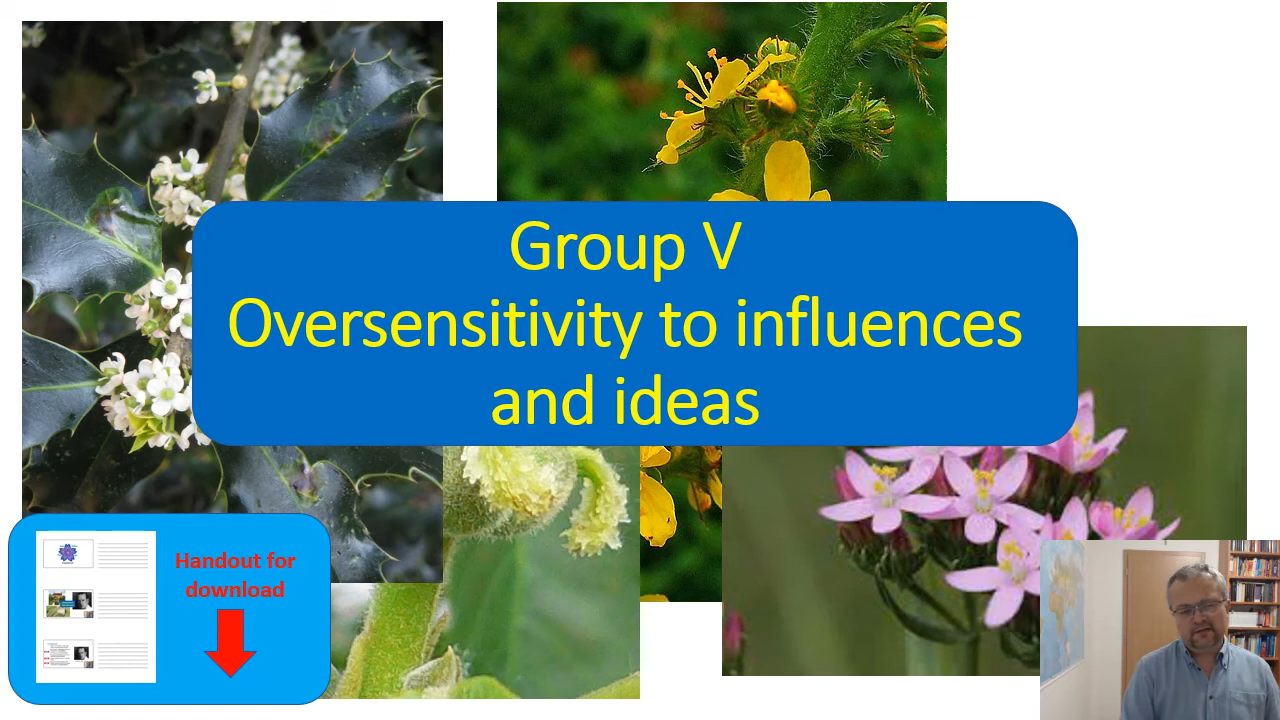 Group V
Oversensitivity to influences
and ideas
Handout for
download